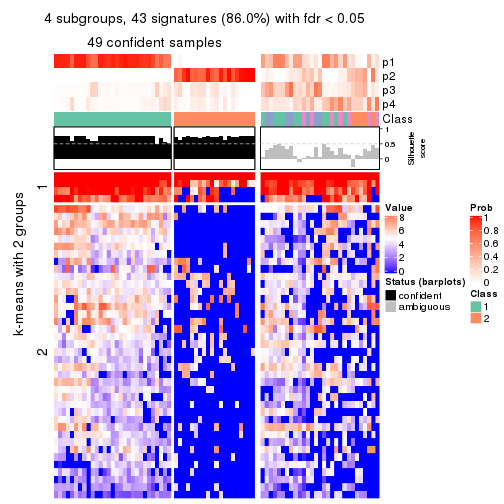 4 subgroups, 43 signatures (86.0%) with fdr < 0.05
49 confident samples
p1
p2
p3
p4
Class
1
0.5
0
Silhouette
score
k-means with 2 groups
1
2
Value
8
6
4
2
0
Prob
1
0.8
0.6
0.4
0.2
0
Status (barplots)
confident
ambiguous
Class
1
2